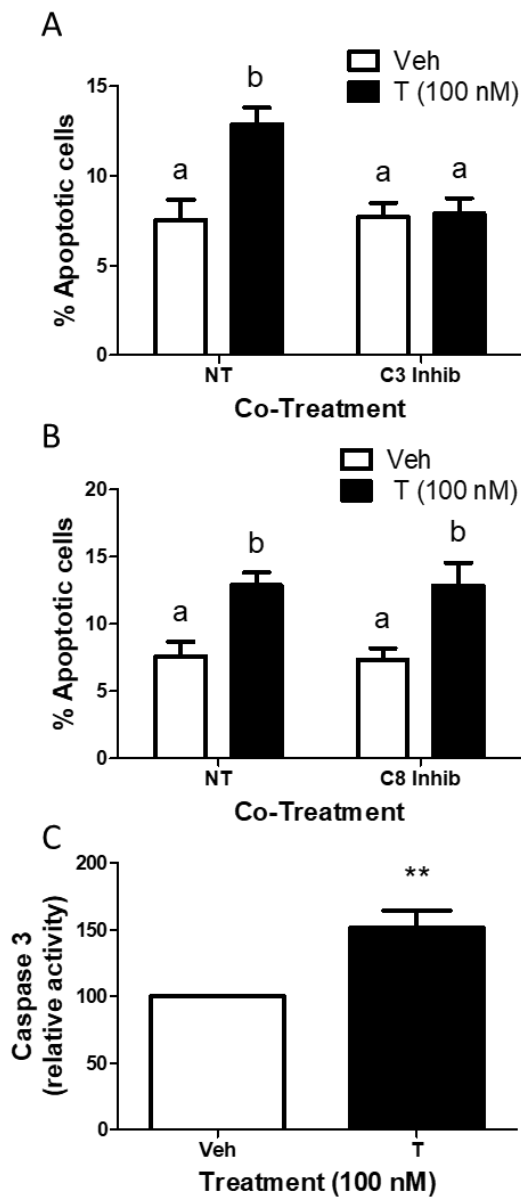 A
Veh
T (100 nM)
15
10
5
0
% Apoptotic cells
a
b
a
a
NT
C3 Inhib
Co-Treatment
B
Veh
T (100 nM)
20
15
10
5
0
% Apoptotic cells
a
b
a
b
NT
C8 Inhib
Co-Treatment
C
200
150
100
50
0
Caspase 3
(relative activity)
**
Veh
T
Treatment (100 nM)